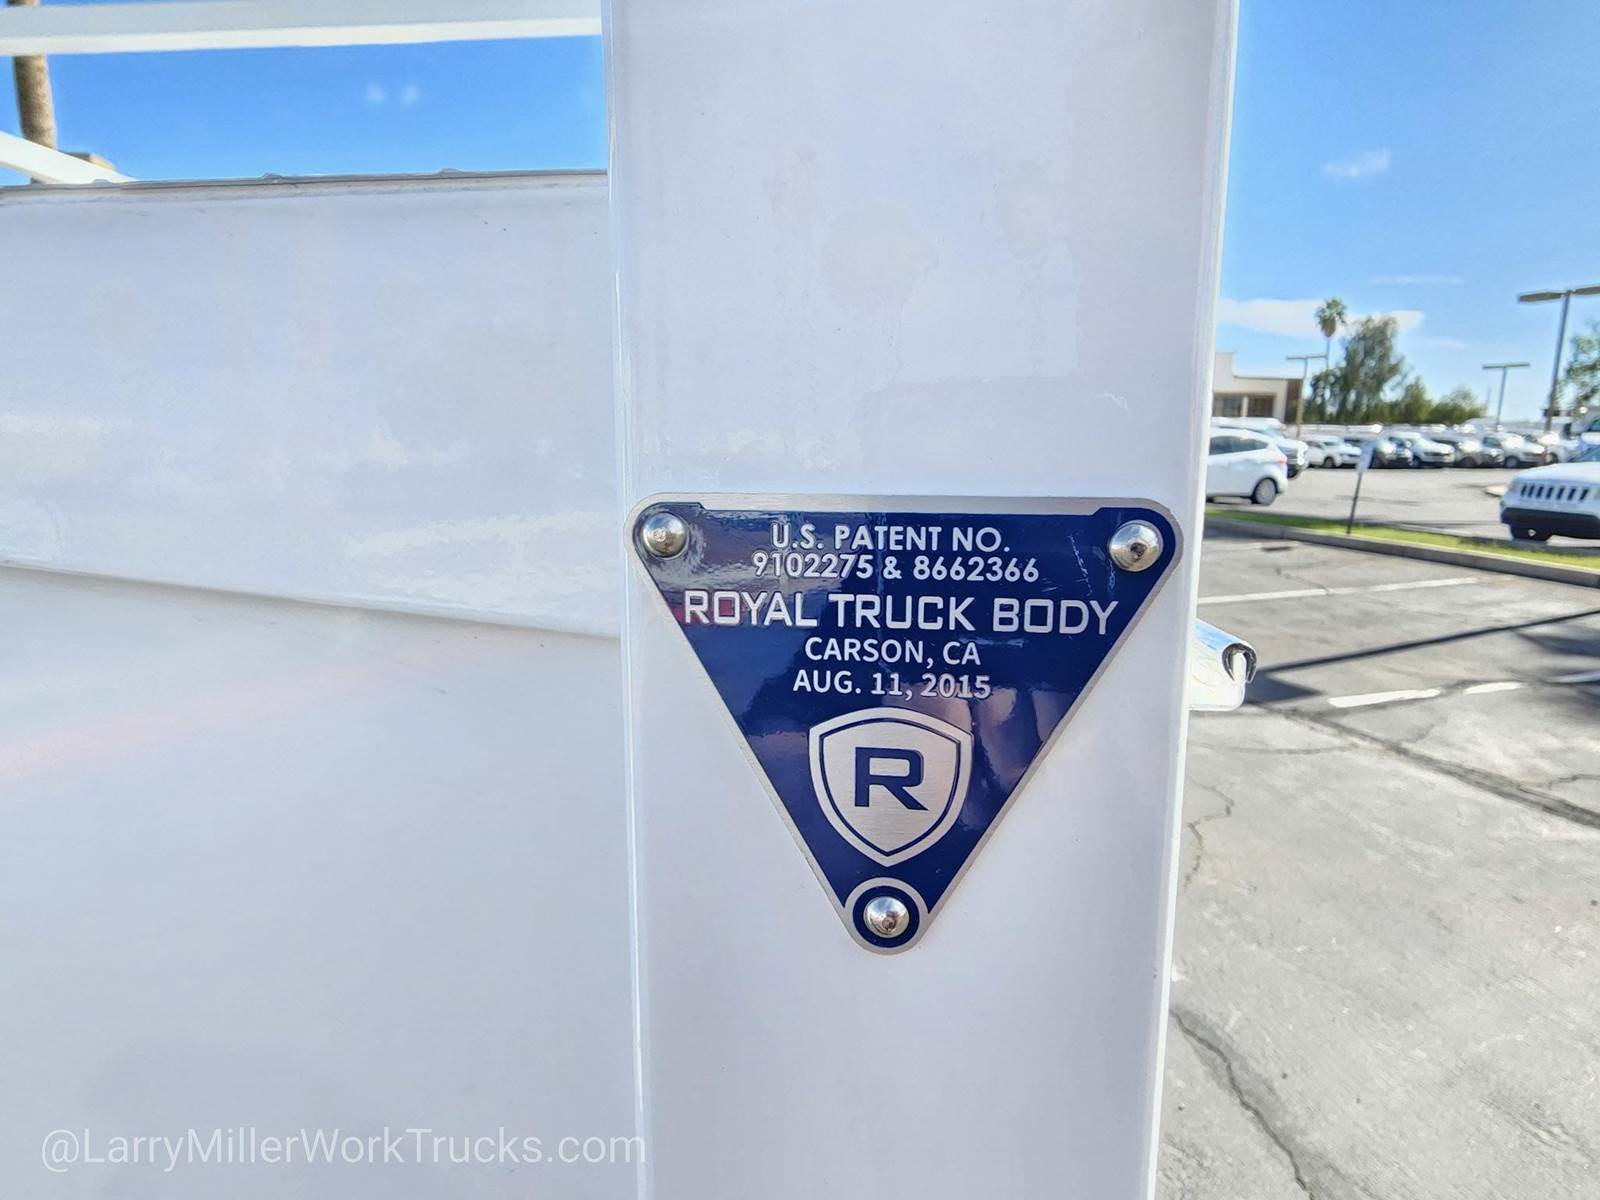 U.S. PATENT NO.
9102275 & 8662366
ROYAL TRUCK BODY
CARSON, CA
AUG. 11, 2015
R
@LarryMillerWorkTrucks.com